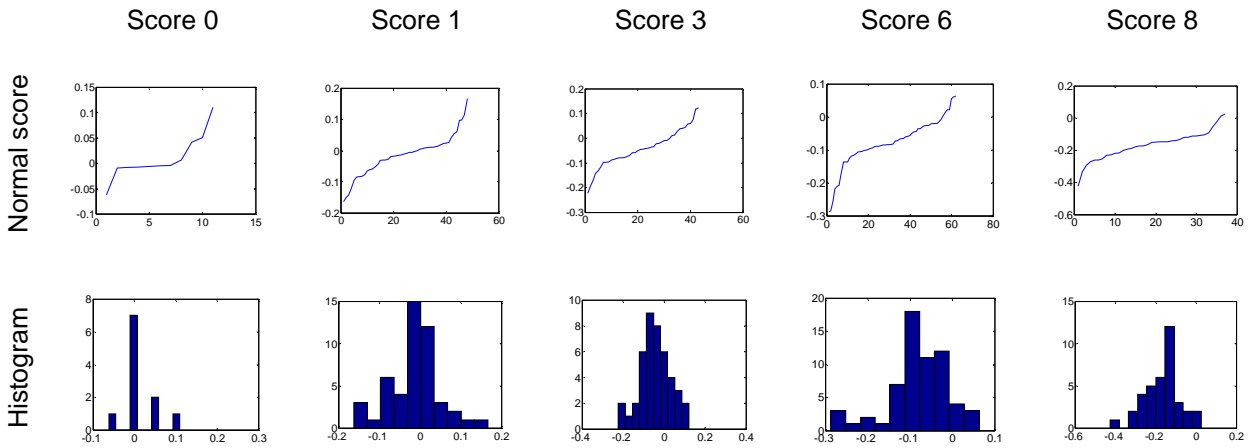 Score 0 Score 1 Score 3 Score 6 Score 8
Normal score
0.15 0.1 0.05 0 -0.05 -0.1
0 5 10 15
0.2 0.1 0 -0.1 -0.2
0 20 40 60
0.2 0.1 0 -0.1 -0.2 -0.3
0 20 40 60
0.1 0 -0.1 -0.2 -0.3
0 20 40 60 80
0.2 0 -0.2 -0.4 -0.6
0 10 20 30 40
Histogram
8 6 4 2 0
-0.1 0 0.1 0.2 0.3
15 10 5 0
-0.2 -0.1 0 0.1 0.2
10 8 6 4 2 0
-0.4 -0.2 0 0.2 0.4
20 15 10 5 0
-0.3 -0.2 -0.1 0 0.1
15 10 5 0
-0.6 -0.4 -0.2 0 0.2